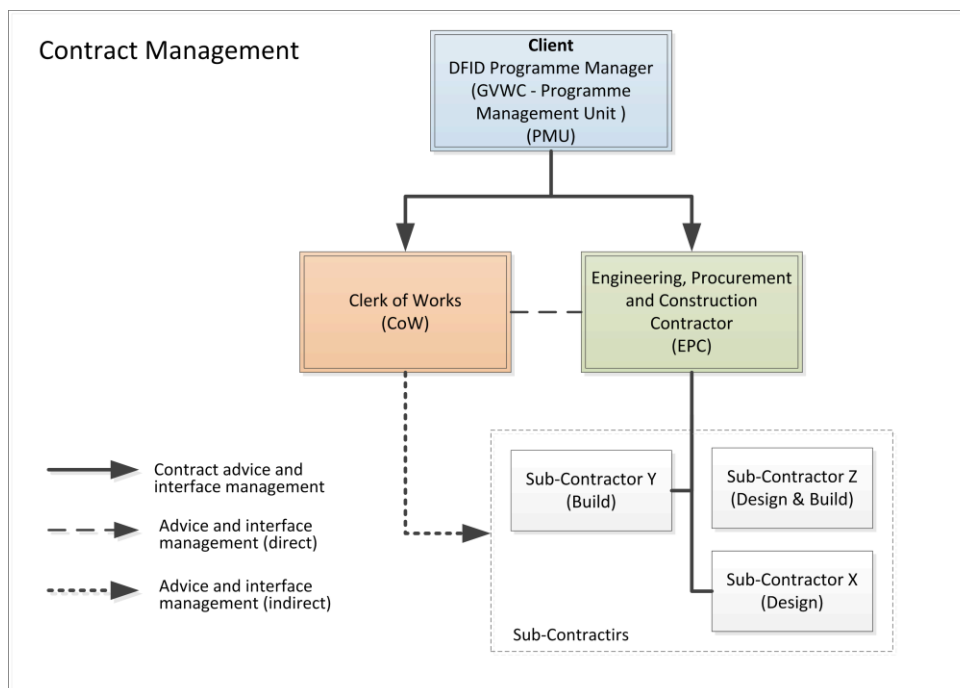 Contract Management
Client
DFID Programme Manager
(GVWC - Programme
Management Unit )
(PMU)
Clerk of Works
(CoW)
Engineering, Procurement
and Construction
Contractor
(EPC)
Contract advice and
interface management
Advice and interface
management (direct)
Advice and interface
management (indirect)
Sub-Contractor Y
(Build)
Sub-Contractor Z
(Design & Build)
Sub-Contractor X
(Design)
Sub-Contractirs